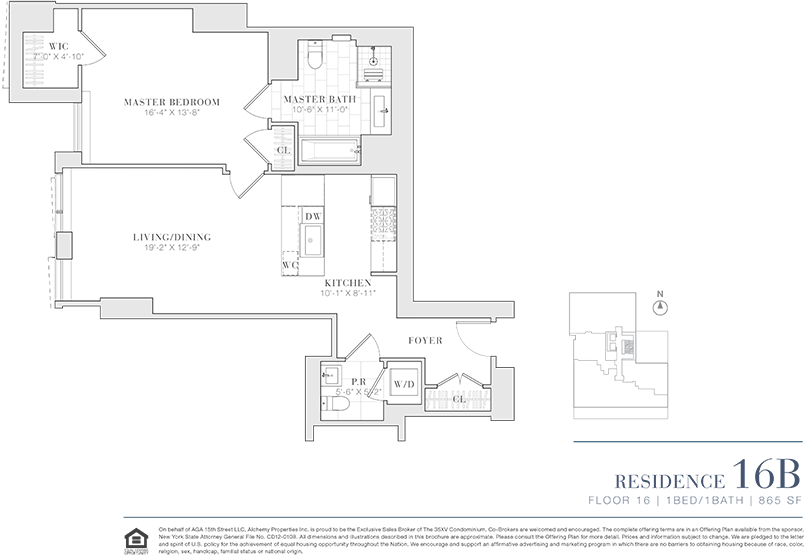 WIC
7'-0" X 4'-10"
MASTER BEDROOM
16'-4" X 13'-8"
MASTER BATH
10'-6" X 11'-0"
CL
LIVING/DINING
19'-2" X 12'-9"
DW
WC
KITCHEN
10'-1" X 8'-11"
FOYER
P.R
5'-6" X 5'-2"
W/D
CL
N
RESIDENCE 16B
FLOOR 16 | 1BED/1BATH | 865 SF
On behalf of AGA 15th Street LLC, Alchemy Properties Inc. is proud to be the Exclusive Sales Broker of The 35XV Condominium. Co-Brokers are welcomed and encouraged. The complete offering terms are in an Offering Plan available from the sponsor.
New York State Attorney General File No. CD12-0108. All dimensions and illustrations described in this brochure are approximate. Please consult the Offering Plan for more detail. Prices and information subject to change. We are pledged to the letter
and spirit of U.S. policy for the achievement of equal housing opportunity throughout the Nation. We encourage and support an affirmative advertising and marketing program in which there are no barriers to obtaining housing because of race, color,
religion, sex, handicap, familial status or national origin.